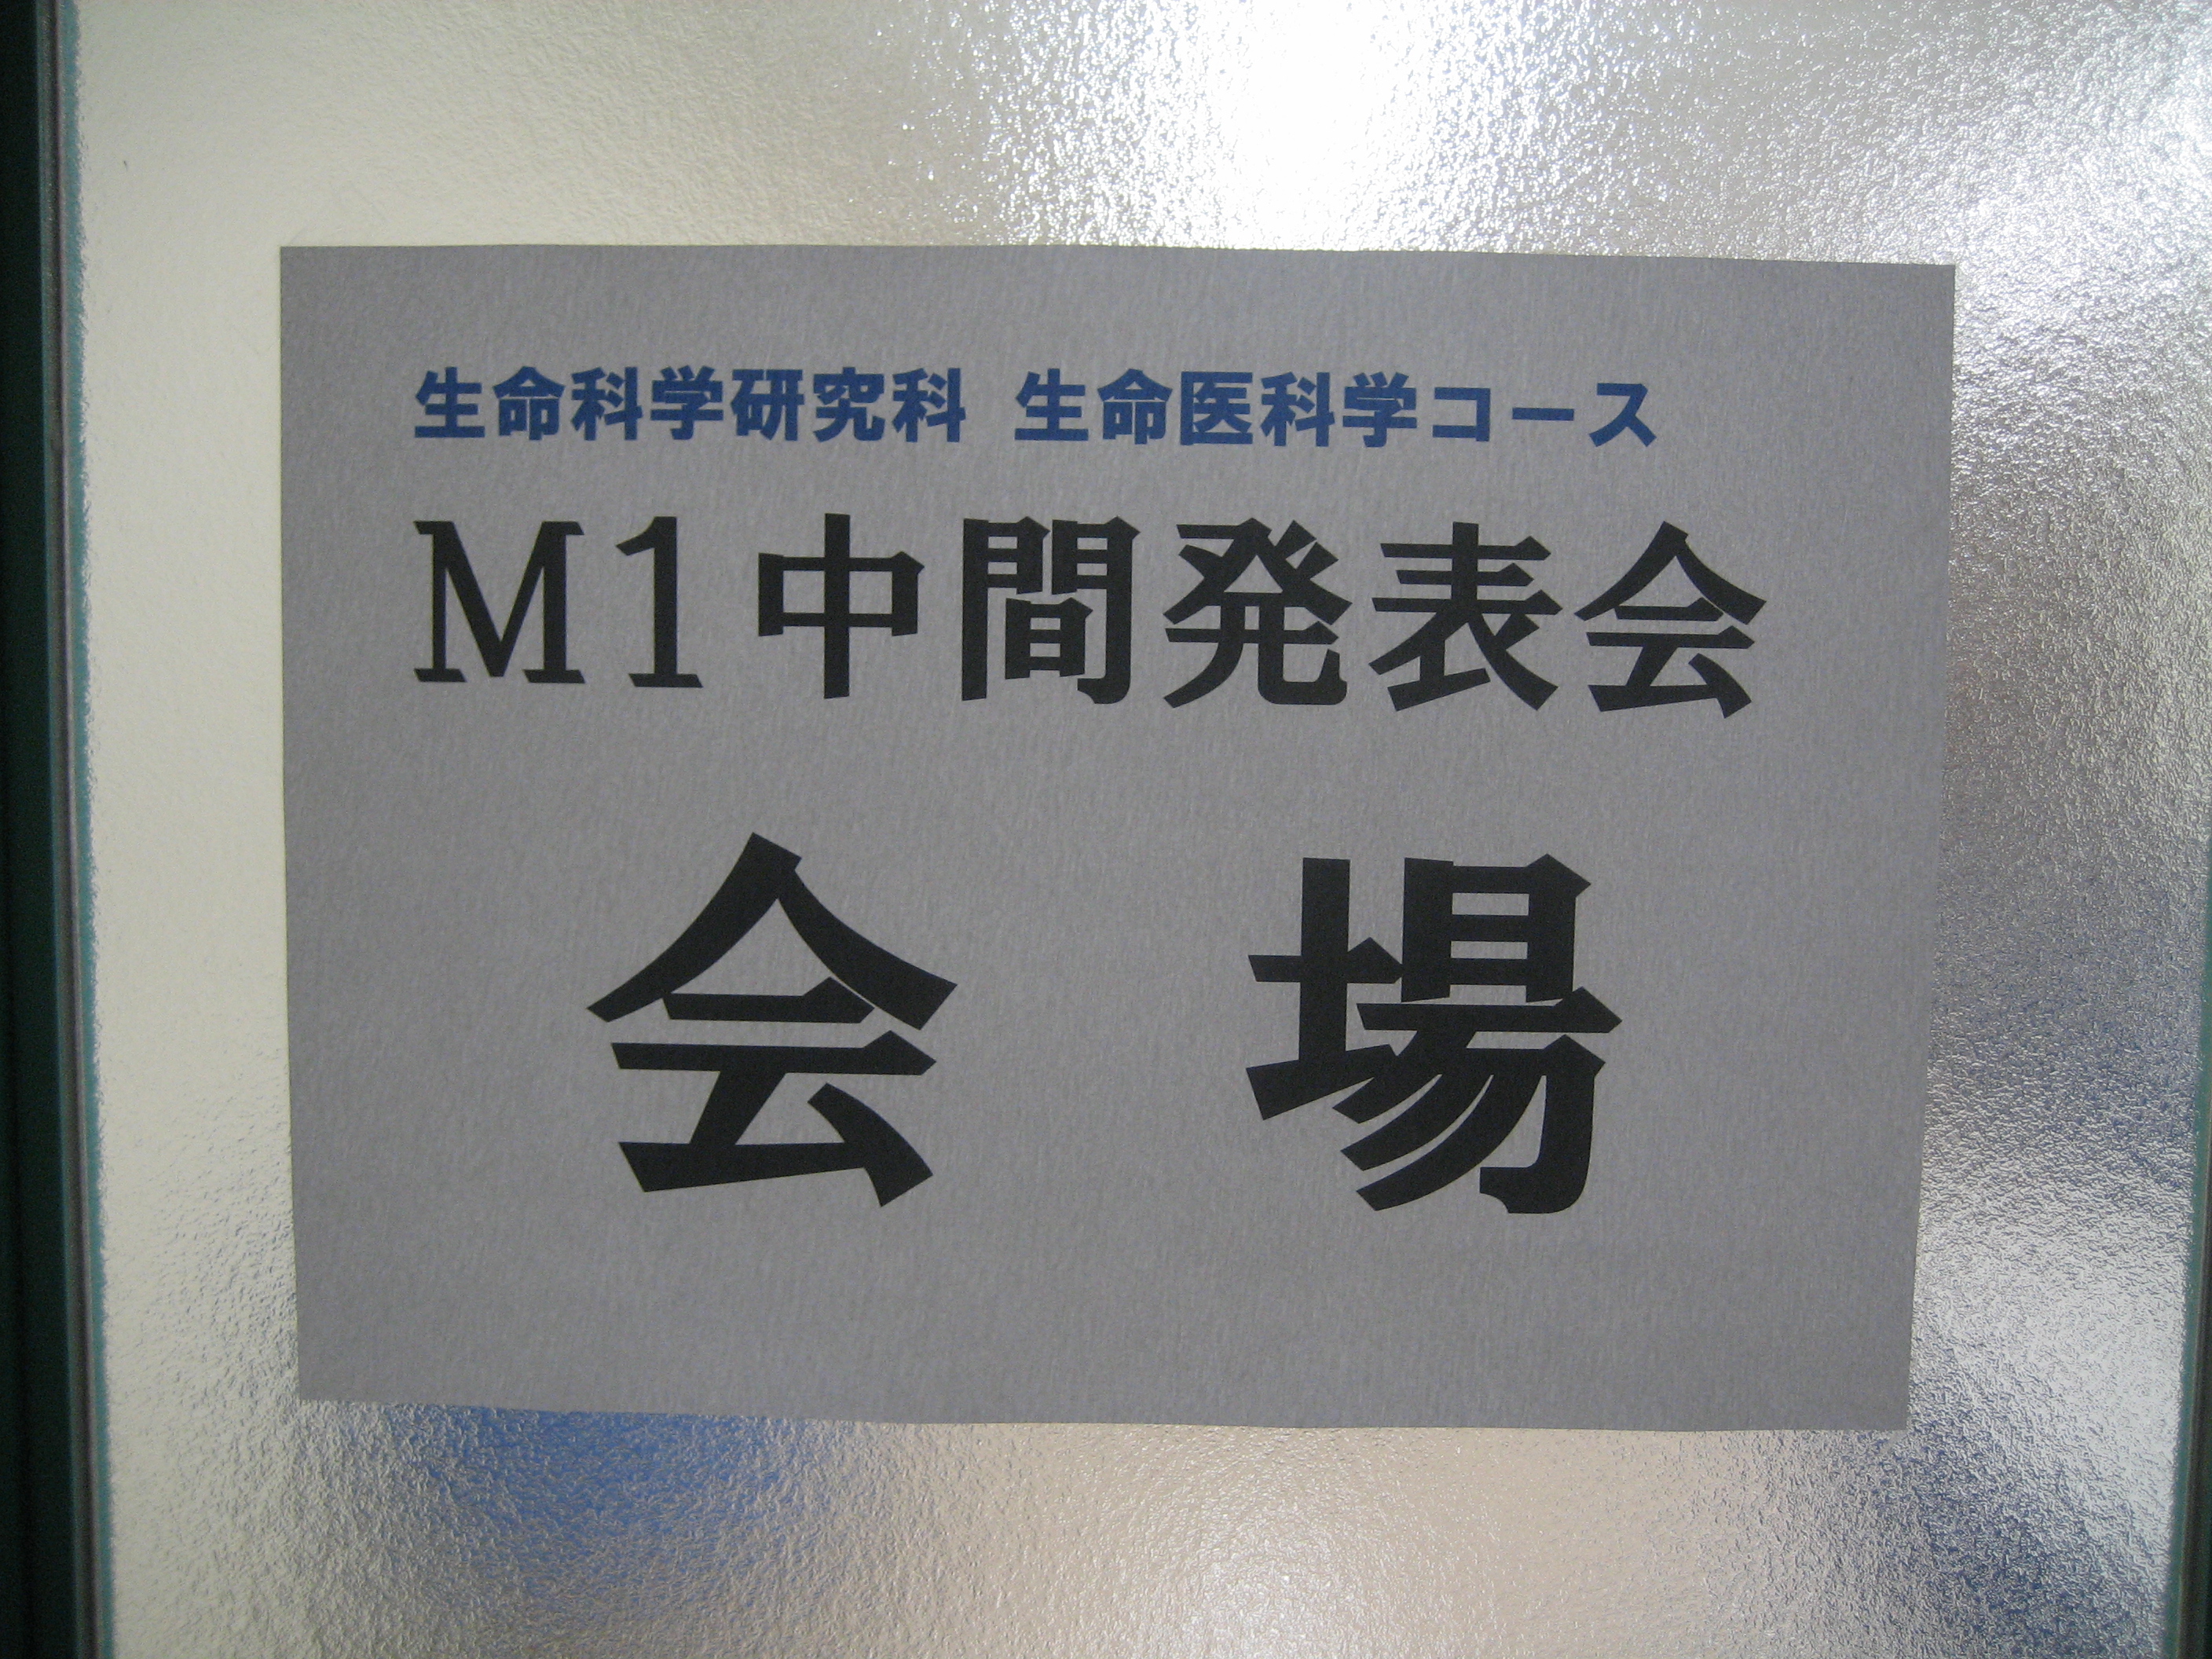 生命科学研究科 生命医科学コース
M1中間発表会
会 場